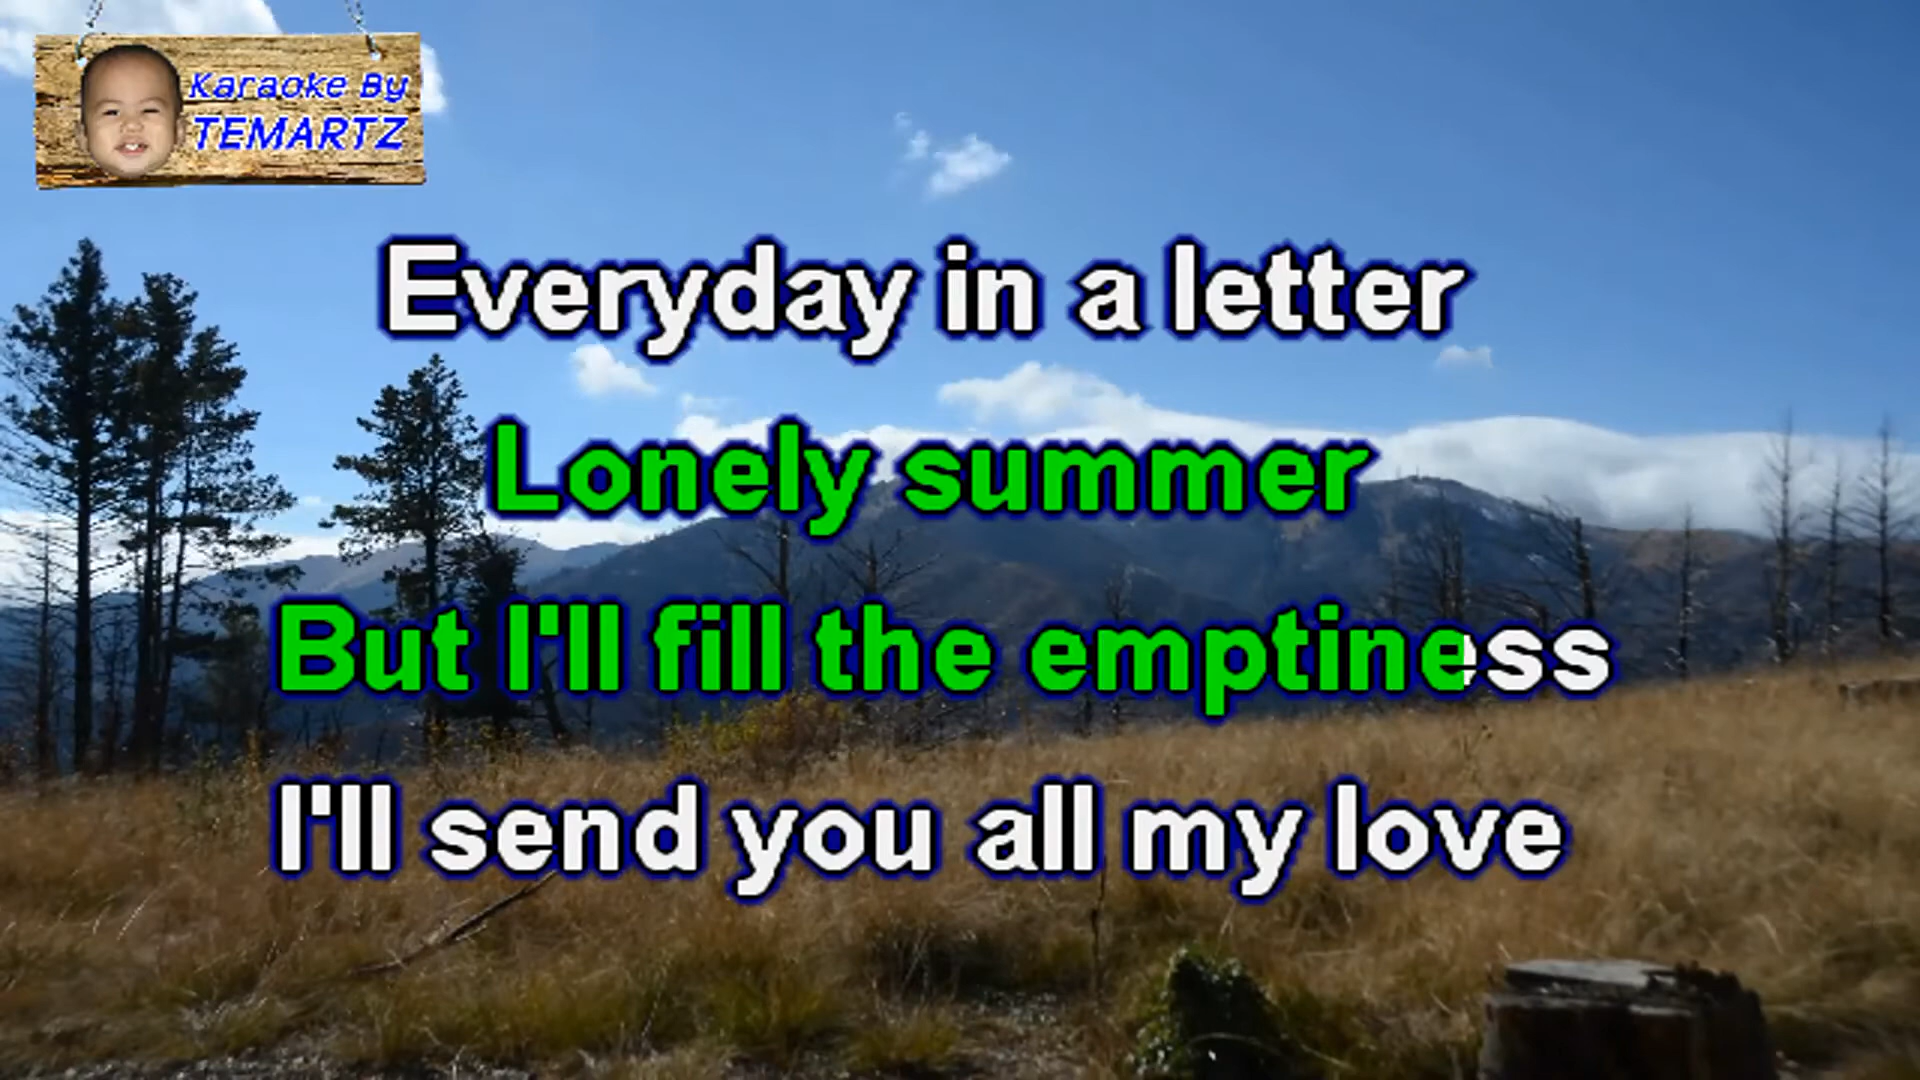 Karaoke By
TEMARTZ
Everyday in a letter
Lonely summer
But I'll fill the emptiness
I'll send you all my love